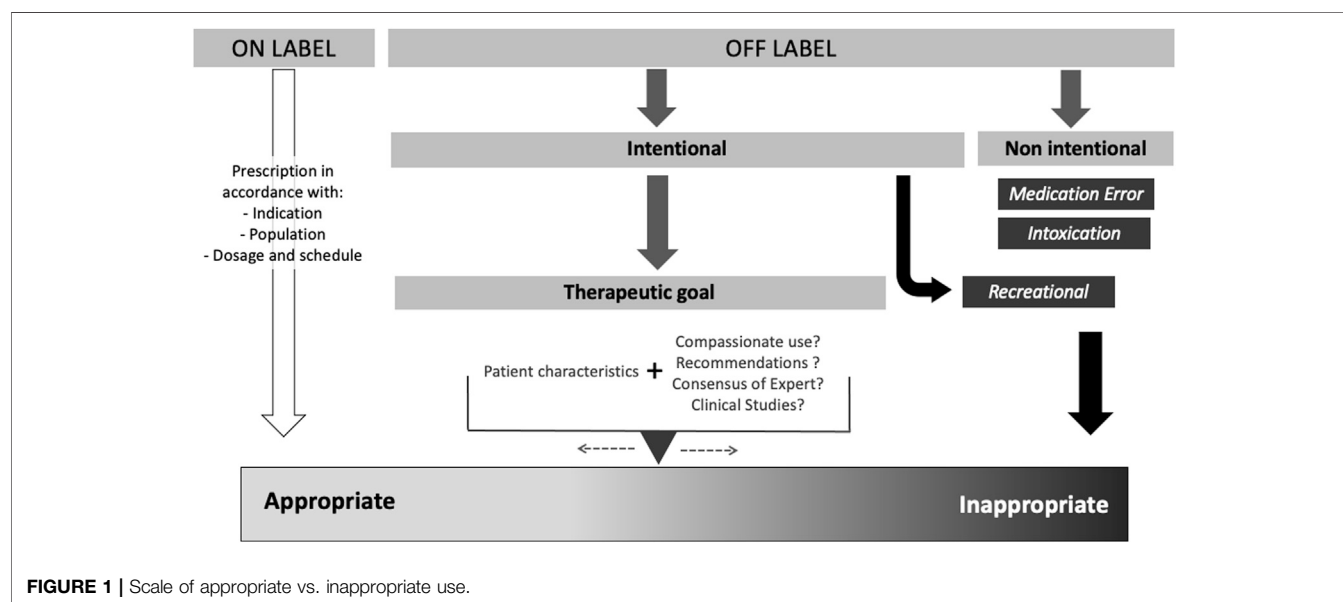 ON LABEL
OFF LABEL
Intentional
Non intentional
Prescription in
accordance with:
- Indication
- Population
- Dosage and schedule
Medication Error
Intoxication
Therapeutic goal
Recreational
Patient characteristics +
Compassionate use?
Recommendations ?
Consensus of Expert?
Clinical Studies?
Appropriate
Inappropriate
FIGURE 1 | Scale of appropriate vs. inappropriate use.